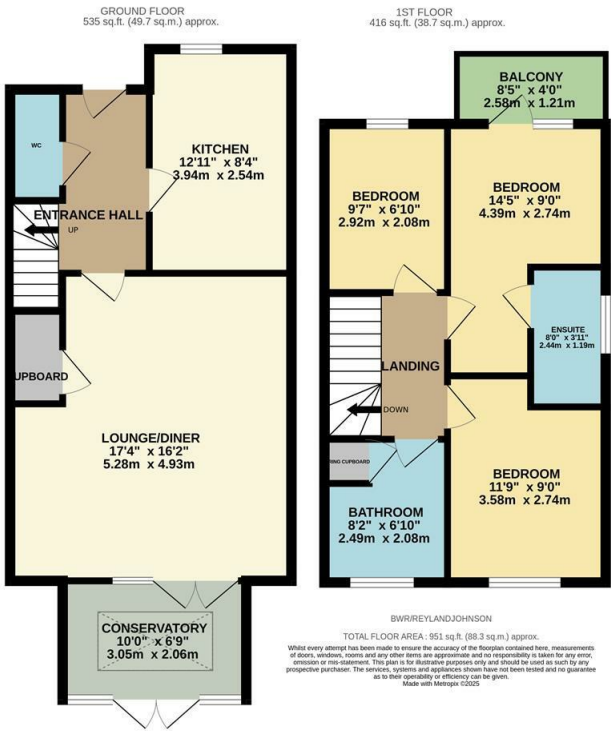 GROUND FLOOR
535 sq.ft. (49.7 sq.m.) approx.
WC
KITCHEN
12'11" x 8'4"
3.94m x 2.54m
ENTRANCE HALL
UP
UPBOARD
LOUNGE/DINER
17'4" x 16'2"
5.28m x 4.93m
CONSERVATORY
10'0" x 6'9"
3.05m x 2.06m
1ST FLOOR
416 sq.ft. (38.7 sq.m.) approx.
BALCONY
8'5" x 4'0"
2.58m x 1.21m
BEDROOM
9'7" x 6'10"
2.92m x 2.08m
BEDROOM
14'5" x 9'0"
4.39m x 2.74m
ENSUITE
8'0" x 3'11"
2.44m x 1.19m
LANDING
DOWN
RING CUPBOARD
BATHROOM
8'2" x 6'10"
2.49m x 2.08m
BEDROOM
11'9" x 9'0"
3.58m x 2.74m
BWR/REYLANDJOHNSON
TOTAL FLOOR AREA : 951 sq.ft. (88.3 sq.m.) approx.
Whilst every attempt has been made to ensure the accuracy of the floorplan contained here, measurements
of doors, windows, rooms and any other items are approximate and no responsibility is taken for any error,
omission or mis-statement. This plan is for illustrative purposes only and should be used as such by any
prospective purchaser. The services, systems and appliances shown have not been tested and no guarantee
as to their operability or efficiency can be given.
Made with Metropix ©2025